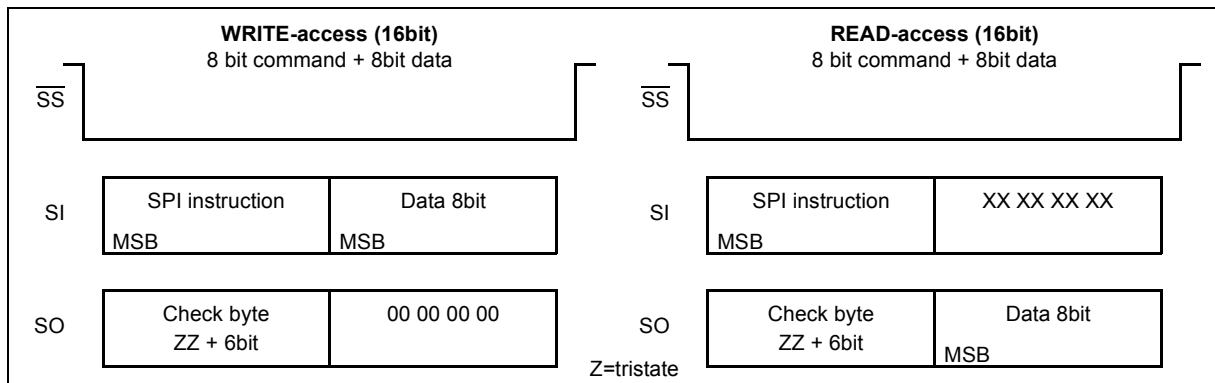 WRITE-access (16bit)
8 bit command + 8bit data
SS
SI
SPI instruction
MSB
Data 8bit
MSB
SO
Check byte
ZZ + 6bit
00 00 00 00
READ-access (16bit)
8 bit command + 8bit data
SS
SI
SPI instruction
MSB
XX XX XX XX
SO
Check byte
ZZ + 6bit
Data 8bit
MSB
Z=tristate